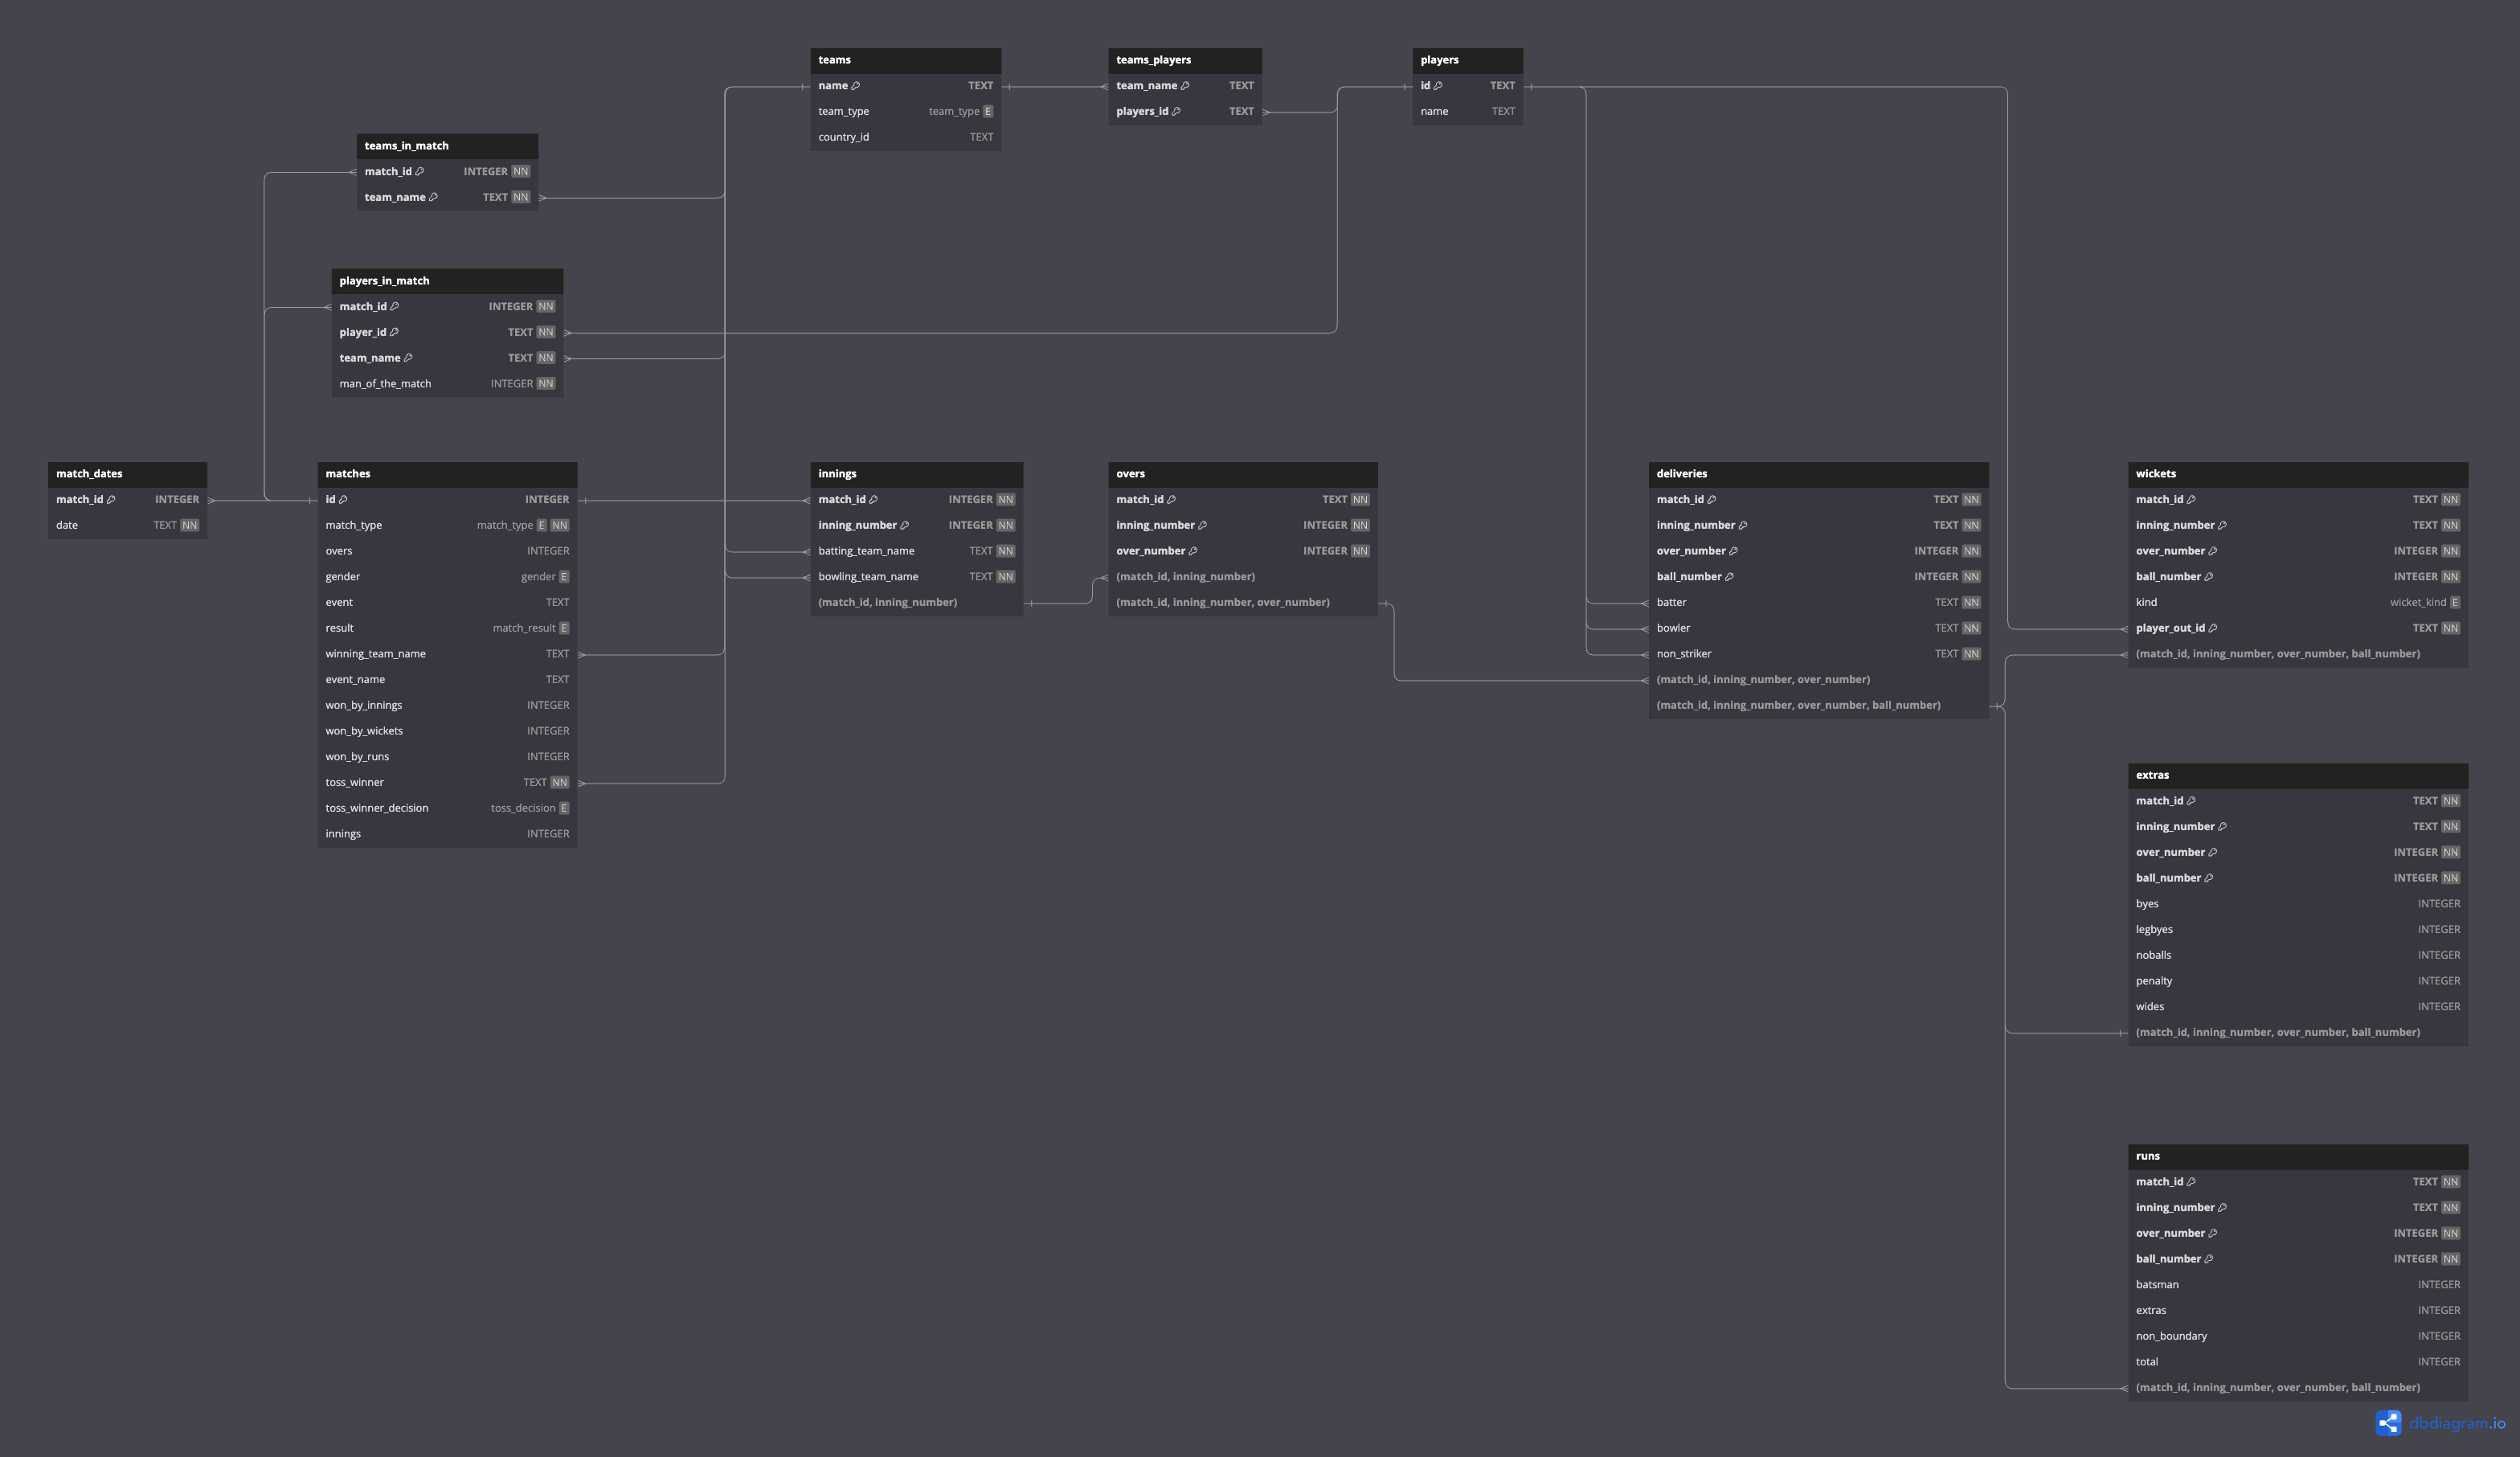 teams
name TEXT
team_type team_type E
country_id TEXT
teams_players
team_name TEXT
players_id TEXT
players
id TEXT
name TEXT
teams_in_match
match_id INTEGER NN
team_name TEXT NN
players_in_match
match_id INTEGER NN
player_id TEXT NN
team_name TEXT NN
man_of_the_match INTEGER NN
match_dates
match_id INTEGER
date TEXT NN
matches
id INTEGER
match_type match_type E NN
overs INTEGER
gender gender E
event TEXT
result match_result E
winning_team_name TEXT
event_name TEXT
won_by_innings INTEGER
won_by_wickets INTEGER
won_by_runs INTEGER
toss_winner TEXT NN
toss_winner_decision toss_decision E
innings INTEGER
innings
match_id INTEGER NN
inning_number INTEGER NN
batting_team_name TEXT NN
bowling_team_name TEXT NN
(match_id, inning_number)
overs
match_id TEXT NN
inning_number INTEGER NN
over_number INTEGER NN
(match_id, inning_number)
(match_id, inning_number, over_number)
deliveries
match_id TEXT NN
inning_number TEXT NN
over_number INTEGER NN
ball_number INTEGER NN
batter TEXT NN
bowler TEXT NN
non_striker TEXT NN
(match_id, inning_number, over_number)
(match_id, inning_number, over_number, ball_number)
wickets
match_id TEXT NN
inning_number TEXT NN
over_number INTEGER NN
ball_number INTEGER NN
kind wicket_kind E
player_out_id TEXT NN
(match_id, inning_number, over_number, ball_number)
extras
match_id TEXT NN
inning_number TEXT NN
over_number INTEGER NN
ball_number INTEGER NN
byes INTEGER
legbyes INTEGER
noballs INTEGER
penalty INTEGER
wides INTEGER
(match_id, inning_number, over_number, ball_number)
runs
match_id TEXT NN
inning_number TEXT NN
over_number INTEGER NN
ball_number INTEGER NN
batsman INTEGER
extras INTEGER
non_boundary INTEGER
total INTEGER
(match_id, inning_number, over_number, ball_number)
dbdiagram.io